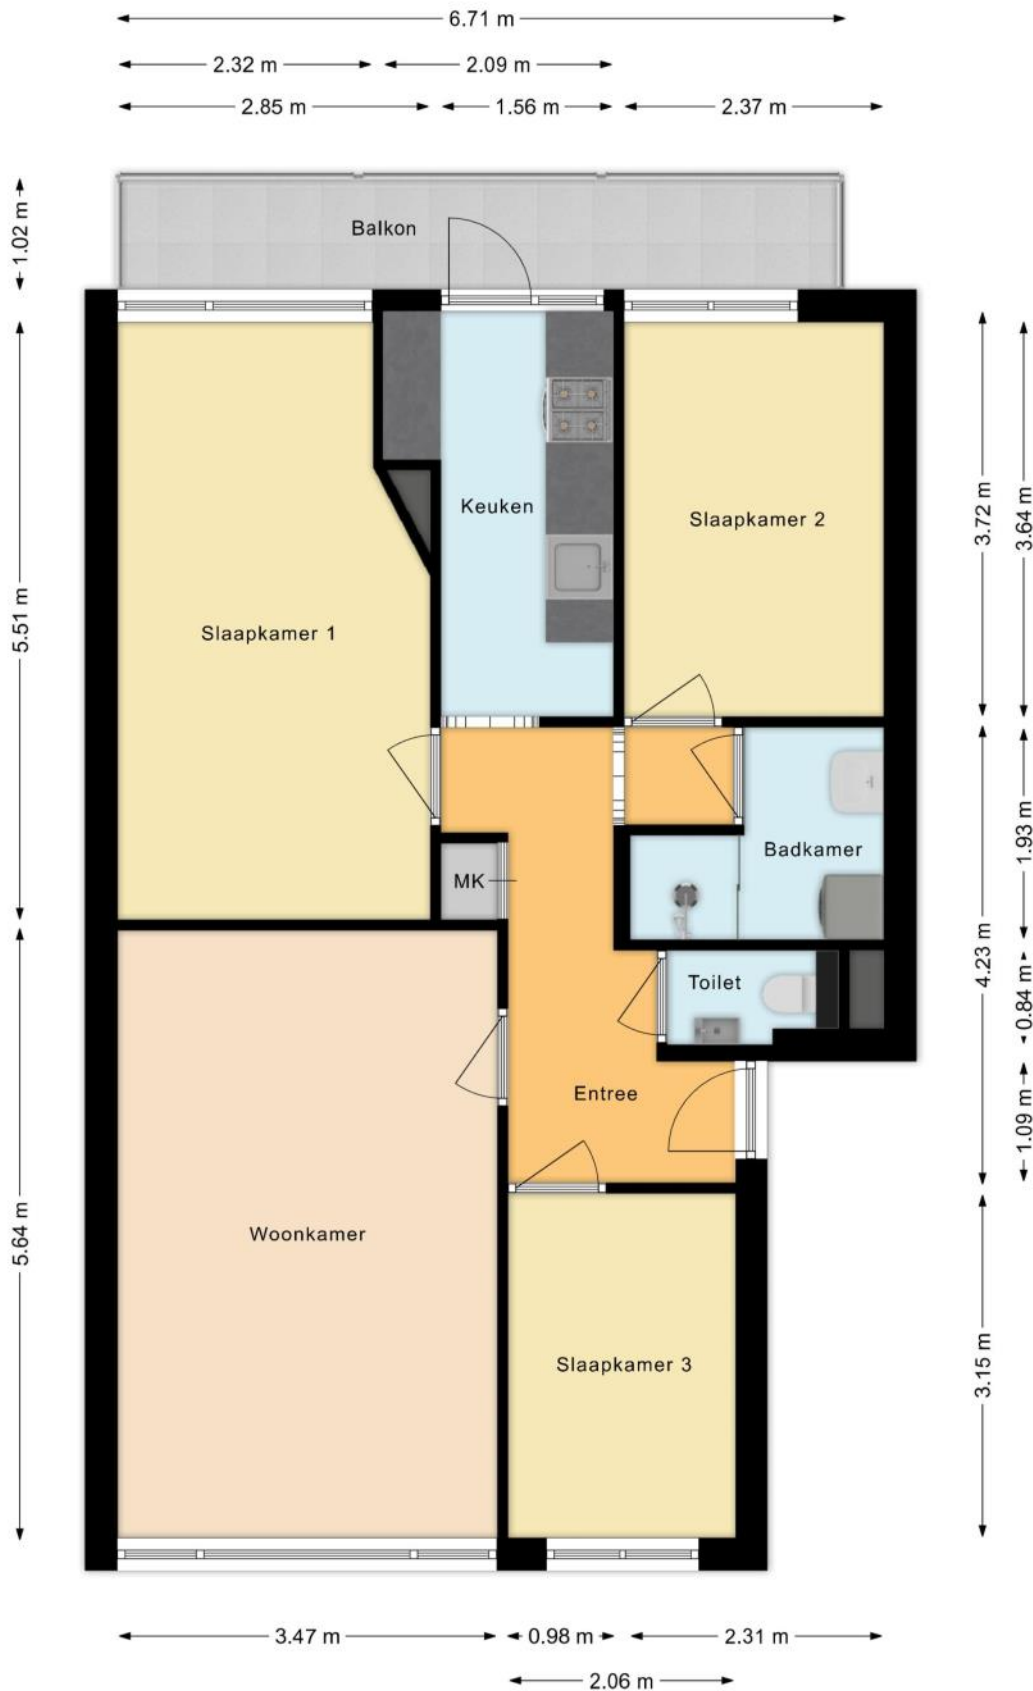 6.71 m
2.32 m
2.09 m
2.85 m
1.56 m
2.37 m
1.02 m
Balkon
5.51 m
Keuken
Slaapkamer 2
3.72 m
3.64 m
Slaapkamer 1
Badkamer
1.93 m
MK
4.23 m
Toilet
0.84 m
Entree
1.09 m
5.64 m
Woonkamer
Slaapkamer 3
3.15 m
3.47 m
0.98 m
2.31 m
2.06 m